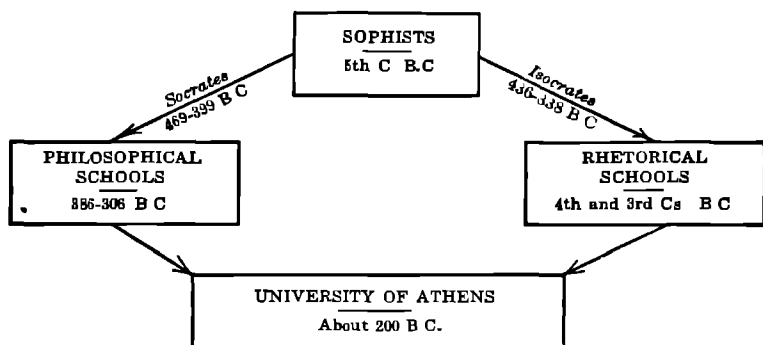 SOPHISTS
5th C B.C
Socrates
469-399 B C
Isocrates
436-338 B C
PHILOSOPHICAL
SCHOOLS
386-306 B C
RHETORICAL
SCHOOLS
4th and 3rd Cs B C
UNIVERSITY OF ATHENS
About 200 B C.